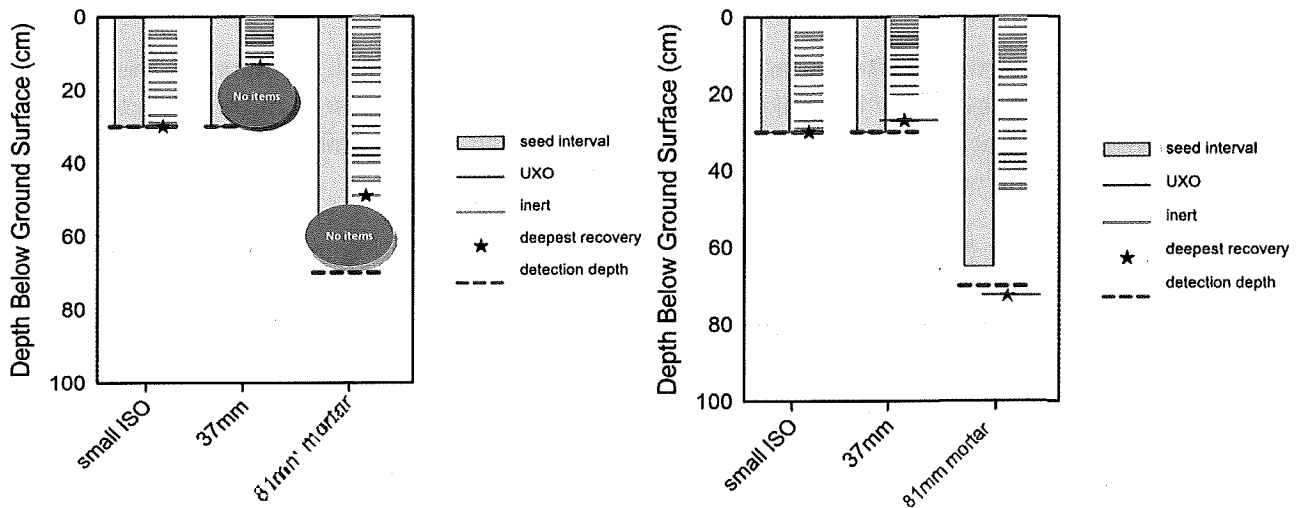 Depth Below Ground Surface (cm)
0
20
40
60
80
100
No items
No items
small ISO
37mm
81mm mortar
seed interval
UXO
inert
deepest recovery
detection depth
Depth Below Ground Surface (cm)
0
20
40
60
80
100
small ISO
37mm
81mm mortar
seed interval
UXO
inert
deepest recovery
detection depth